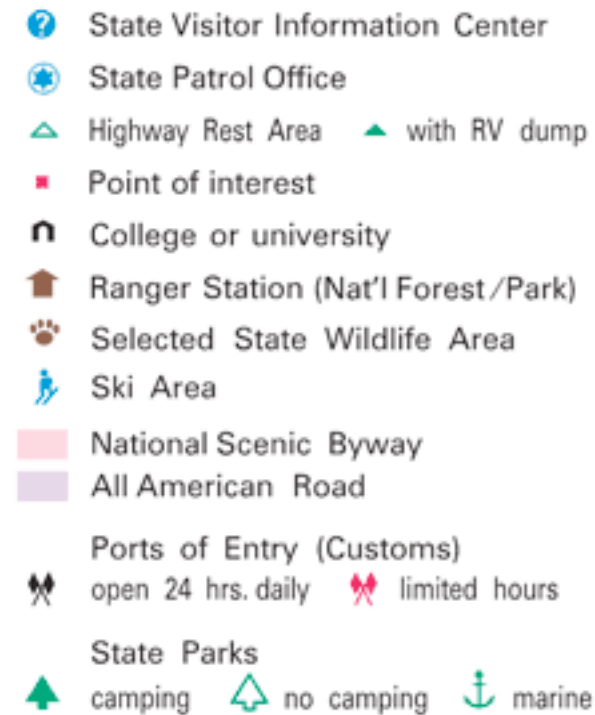 State Visitor Information Center
State Patrol Office
Highway Rest Area with RV dump
Point of interest
College or university
Ranger Station (Nat'l Forest/Park)
Selected State Wildlife Area
Ski Area
National Scenic Byway
All American Road
Ports of Entry (Customs)
open 24 hrs. daily limited hours
State Parks
camping no camping marine